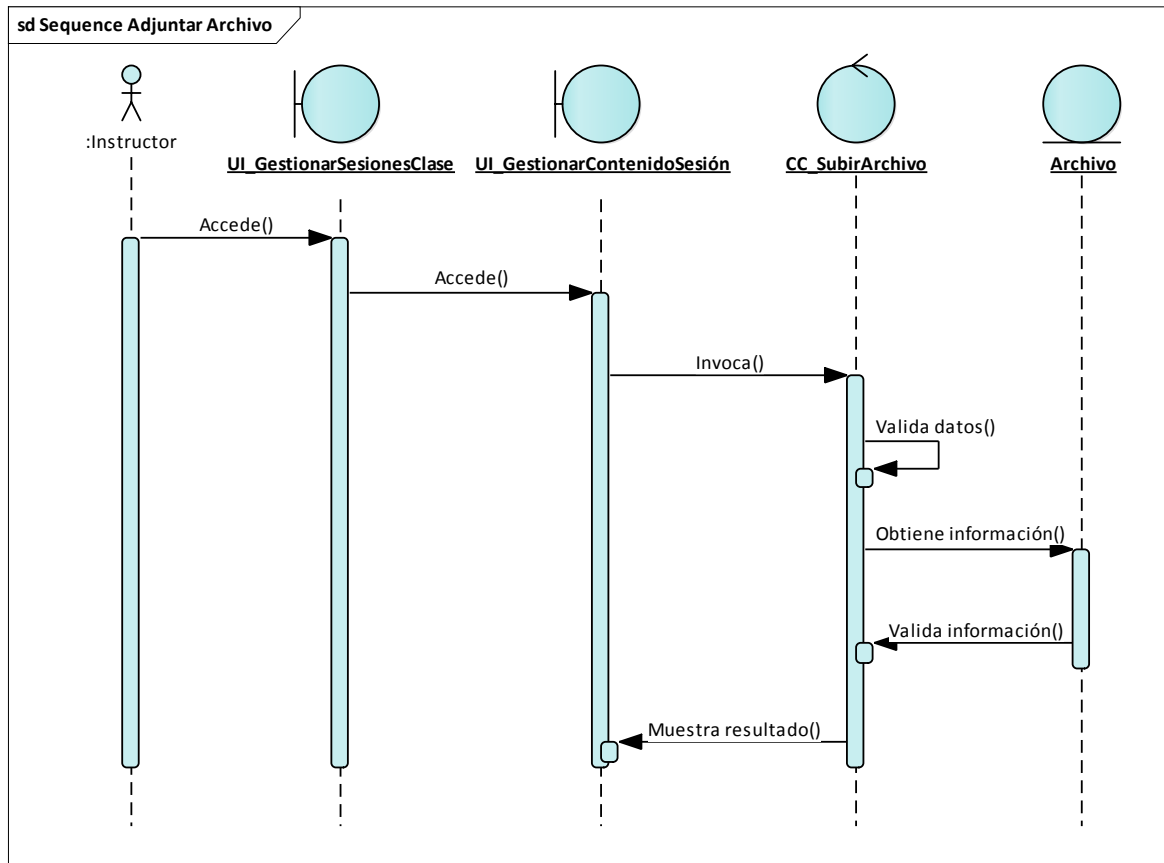 sd Sequence Adjuntar Archivo
:Instructor
UI_GestionarSesionesClase
UI_GestionarContenidoSesión
CC_SubirArchivo
Archivo
Accede()
Accede()
Invoca()
Valida datos()
Obtiene información()
Valida información()
Muestra resultado()